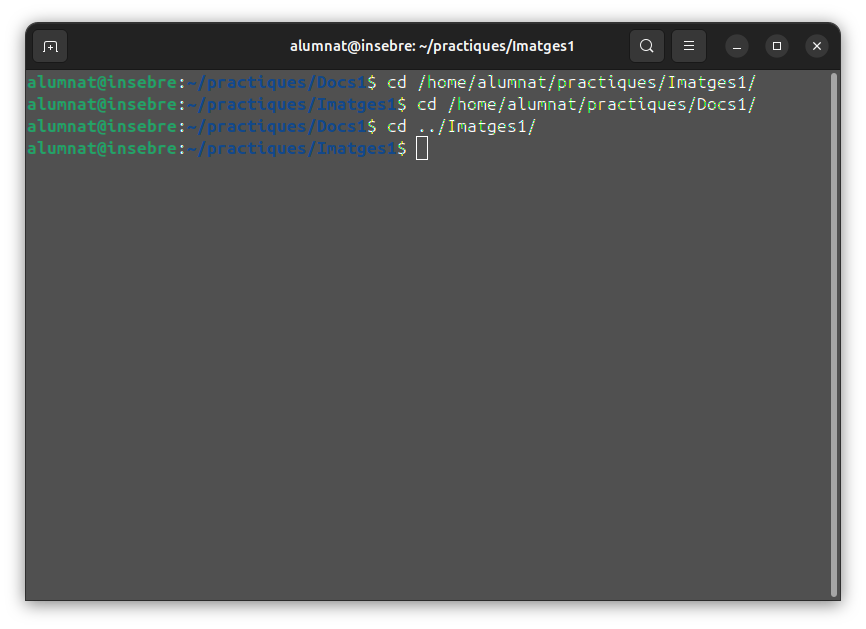 alumnat@insebre: ~/practiques/Imatges1
alumnat@insebre:~/practiques/Docs1$ cd /home/alumnat/practiques/Imatges1/
alumnat@insebre:~/practiques/Imatges1$ cd /home/alumnat/practiques/Docs1/
alumnat@insebre:~/practiques/Docs1$ cd ../Imatges1/
alumnat@insebre:~/practiques/Imatges1$